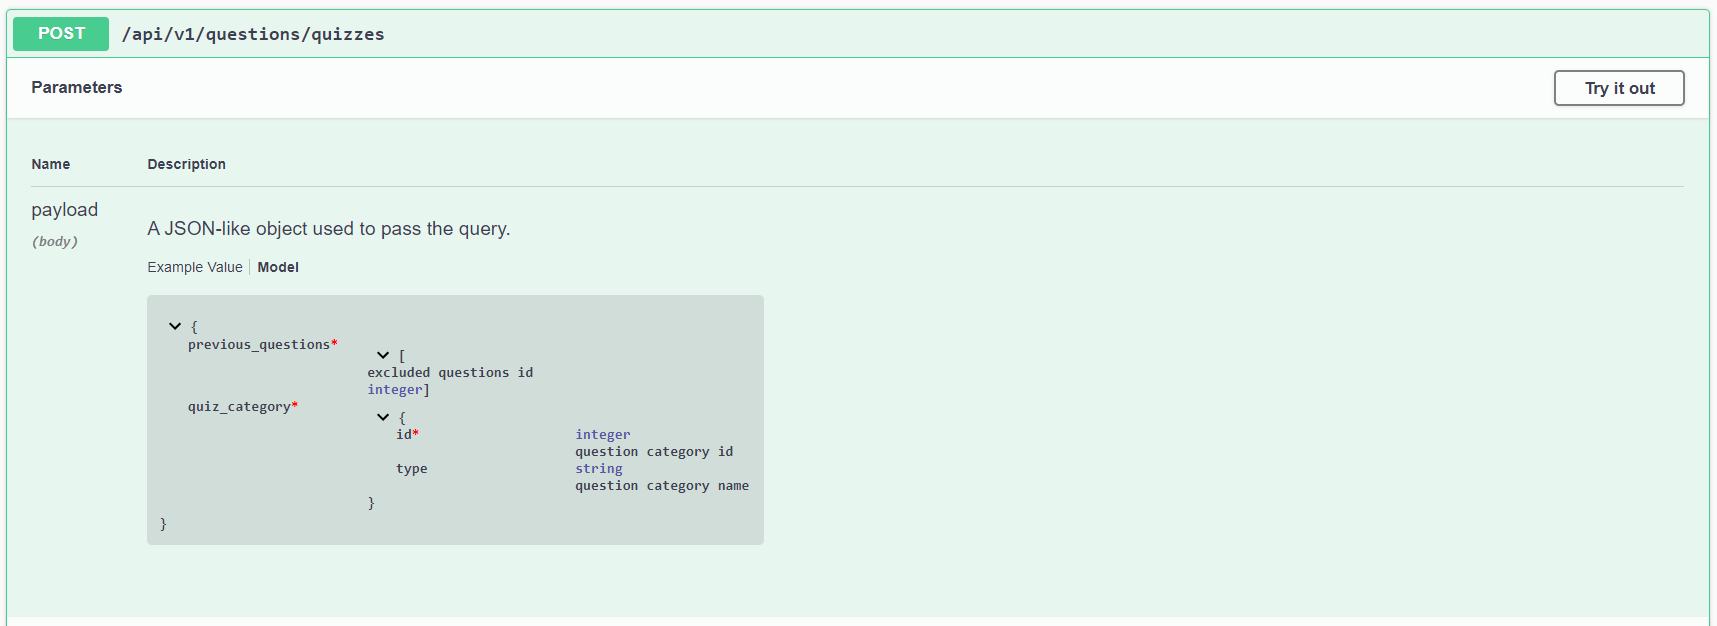 POST /api/v1/questions/quizzes
Parameters
Try it out
Name Description
payload
(body)
A JSON-like object used to pass the query.
Example Value Model
{
previous_questions*
[
excluded questions id
integer]
quiz_category*
{
id* integer
question category id
type string
question category name
}
}